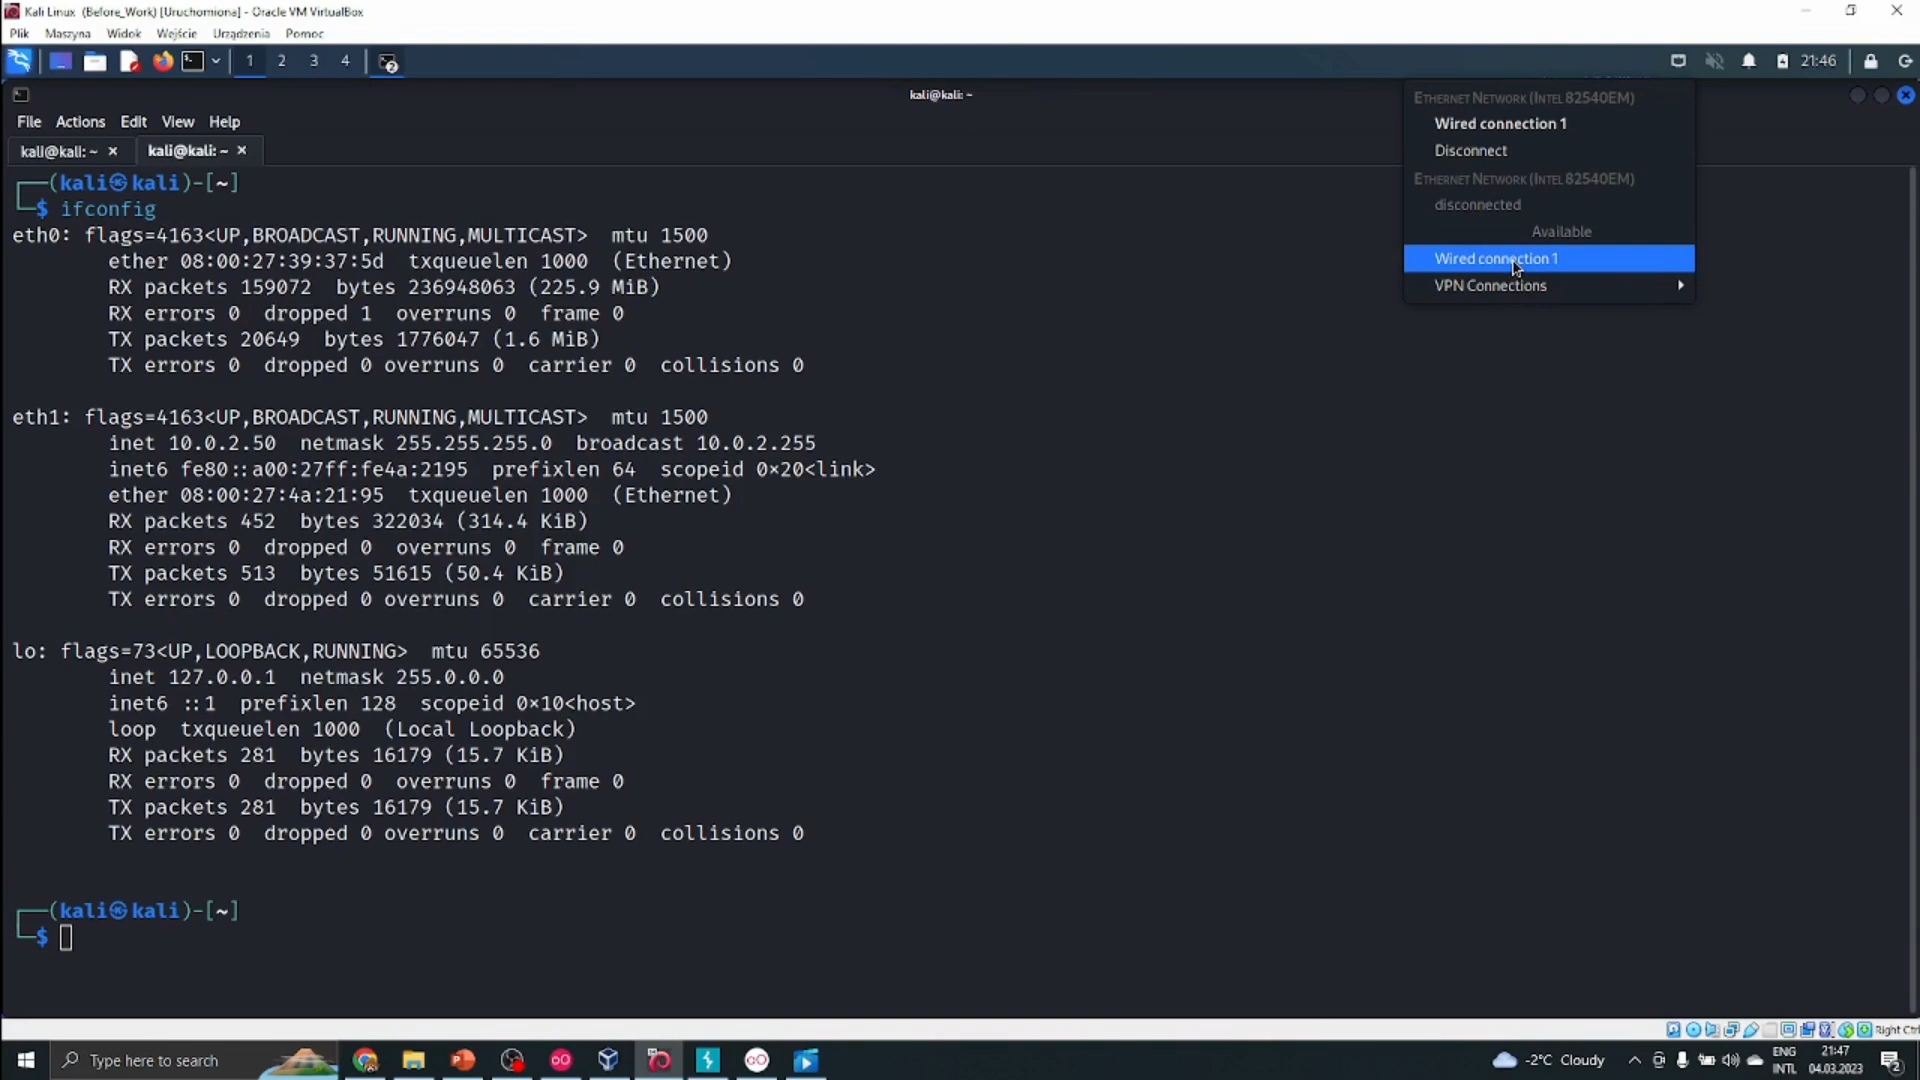 Kali Linux  (Before_Work) [Uruchomiona] - Oracle VM VirtualBox
Plik Maszyna Widok Wejście Urządzenia Pomoc
1 2 3 4 2 21:46
kali@kali: ~
File Actions Edit View Help
kali@kali: ~ × kali@kali: ~ ×
ETHERNET NETWORK (INTEL 82540EM)
Wired connection 1
Disconnect
ETHERNET NETWORK (INTEL 82540EM)
disconnected
Available
Wired connection 1
VPN Connections
┌──(kali㉿kali)-[~]
└─$ ifconfig
eth0: flags=4163<UP,BROADCAST,RUNNING,MULTICAST>  mtu 1500
ether 08:00:27:39:37:5d  txqueuelen 1000  (Ethernet)
RX packets 159072  bytes 236948063 (225.9 MiB)
RX errors 0  dropped 1  overruns 0  frame 0
TX packets 20649  bytes 1776047 (1.6 MiB)
TX errors 0  dropped 0 overruns 0  carrier 0  collisions 0
eth1: flags=4163<UP,BROADCAST,RUNNING,MULTICAST>  mtu 1500
inet 10.0.2.50  netmask 255.255.255.0  broadcast 10.0.2.255
inet6 fe80::a00:27ff:fe4a:2195  prefixlen 64  scopeid 0×20<link>
ether 08:00:27:4a:21:95  txqueuelen 1000  (Ethernet)
RX packets 452  bytes 322034 (314.4 KiB)
RX errors 0  dropped 0  overruns 0  frame 0
TX packets 513  bytes 51615 (50.4 KiB)
TX errors 0  dropped 0 overruns 0  carrier 0  collisions 0
lo: flags=73<UP,LOOPBACK,RUNNING>  mtu 65536
inet 127.0.0.1  netmask 255.0.0.0
inet6 ::1  prefixlen 128  scopeid 0×10<host>
loop  txqueuelen 1000  (Local Loopback)
RX packets 281  bytes 16179 (15.7 KiB)
RX errors 0  dropped 0  overruns 0  frame 0
TX packets 281  bytes 16179 (15.7 KiB)
TX errors 0  dropped 0 overruns 0  carrier 0  collisions 0
┌──(kali㉿kali)-[~]
└─$
Right Ctrl
Type here to search
-2°C Cloudy
ENG
INTL
21:47
04.03.2023
2